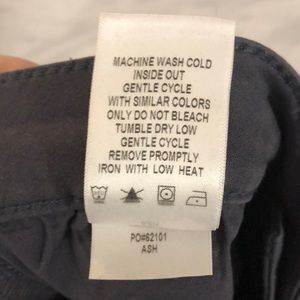 MACHINE WASH COLD
INSIDE OUT
GENTLE CYCLE
WITH SIMILAR COLORS
ONLY DO NOT BLEACH
TUMBLE DRY LOW
GENTLE CYCLE
REMOVE PROMPTLY
IRON WITH LOW HEAT
PO#82101
ASH